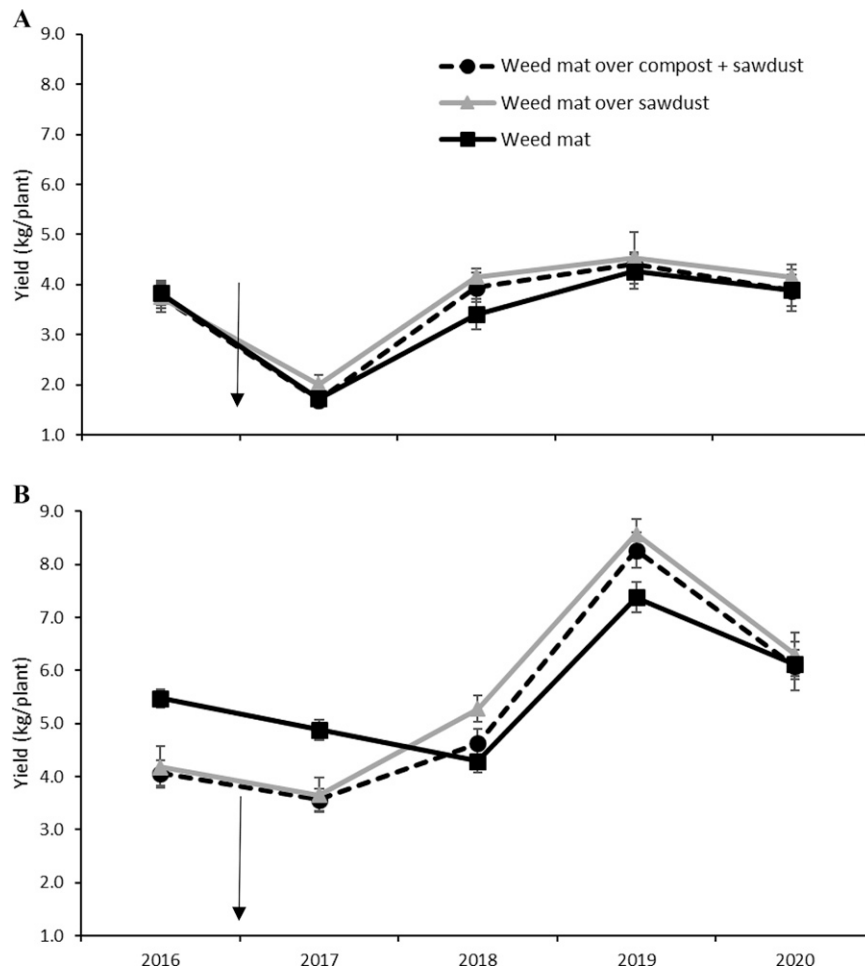 A
9.0
8.0
7.0
6.0
5.0
4.0
3.0
2.0
1.0
Yield (kg/plant)
Weed mat over compost + sawdust
Weed mat over sawdust
Weed mat
B
9.0
8.0
7.0
6.0
5.0
4.0
3.0
2.0
1.0
Yield (kg/plant)
2016 2017 2018 2019 2020